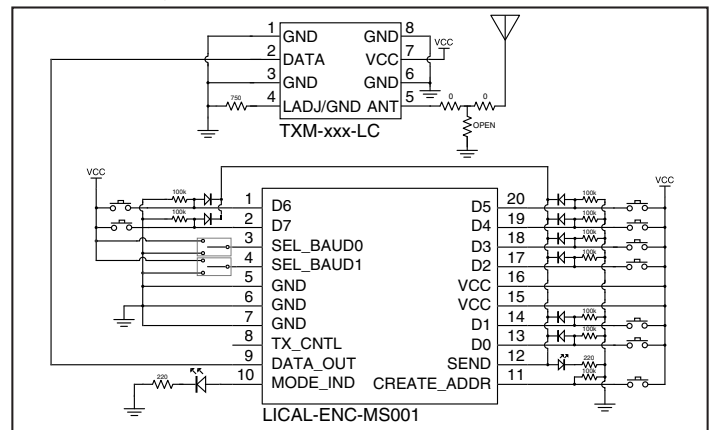 1 GND GND 8
2 DATA VCC 7 VCC
3 GND GND 6
4 LADJ/GND ANT 5
750
0 0
OPEN
TXM-xxx-LC
VCC VCC
100k 100k
1 D6 D5 20
100k 100k
2 D7 D4 19
100k
3 SEL_BAUD0 D3 18
100k
4 SEL_BAUD1 D2 17
5 GND VCC 16
6 GND VCC 15
100k
7 GND D1 14
100k
8 TX_CNTL D0 13
9 DATA_OUT SEND 12
220
220 100k
10 MODE_IND CREATE_ADDR 11
LICAL-ENC-MS001